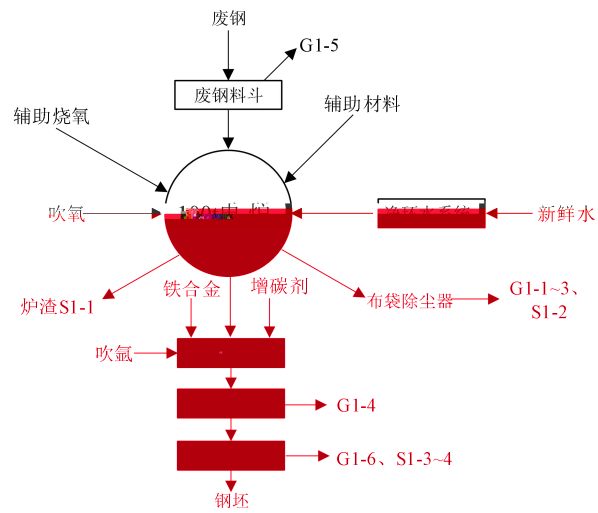 废钢
G1-5
废钢料斗
辅助烧氧
辅助材料
吹氧
新鲜水
炉渣S1-1
铁合金
增碳剂
布袋除尘器
G1-1~3、
S1-2
吹氩
G1-4
G1-6、S1-3~4
钢坯